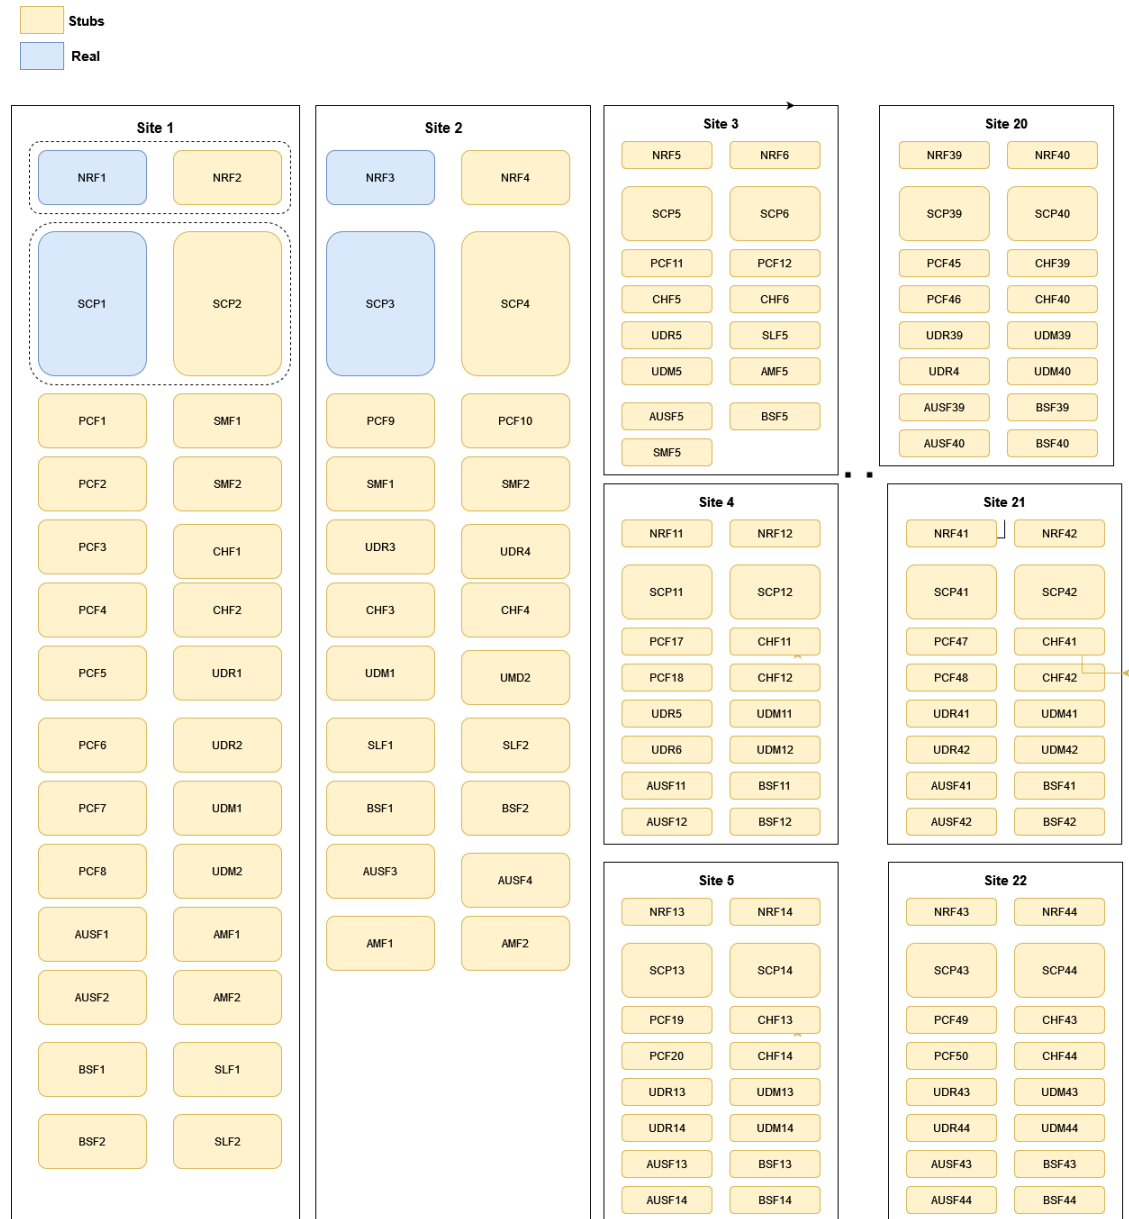 Stubs
Real
Site 1
NRF1 NRF2
SCP1 SCP2
PCF1 SMF1
PCF2 SMF2
PCF3 CHF1
PCF4 CHF2
PCF5 UDR1
PCF6 UDR2
PCF7 UDM1
PCF8 UDM2
AUSF1 AMF1
AUSF2 AMF2
BSF1 SLF1
BSF2 SLF2
Site 2
NRF3 NRF4
SCP3 SCP4
PCF9 PCF10
SMF1 SMF2
UDR3 UDR4
CHF3 CHF4
UDM1 UMD2
SLF1 SLF2
BSF1 BSF2
AUSF3 AUSF4
AMF1 AMF2
Site 3
NRF5 NRF6
SCP5 SCP6
PCF11 PCF12
CHF5 CHF6
UDR5 SLF5
UDM5 AMF5
AUSF5 BSF5
SMF5
Site 4
NRF11 NRF12
SCP11 SCP12
PCF17 CHF11
PCF18 CHF12
UDR5 UDM11
UDR6 UDM12
AUSF11 BSF11
AUSF12 BSF12
Site 5
NRF13 NRF14
SCP13 SCP14
PCF19 CHF13
PCF20 CHF14
UDR13 UDM13
UDR14 UDM14
AUSF13 BSF13
AUSF14 BSF14
Site 20
NRF39 NRF40
SCP39 SCP40
PCF45 CHF39
PCF46 CHF40
UDR39 UDM39
UDR4 UDM40
AUSF39 BSF39
AUSF40 BSF40
Site 21
NRF41 NRF42
SCP41 SCP42
PCF47 CHF41
PCF48 CHF42
UDR41 UDM41
UDR42 UDM42
AUSF41 BSF41
AUSF42 BSF42
Site 22
NRF43 NRF44
SCP43 SCP44
PCF49 CHF43
PCF50 CHF44
UDR43 UDM43
UDR44 UDM44
AUSF43 BSF43
AUSF44 BSF44